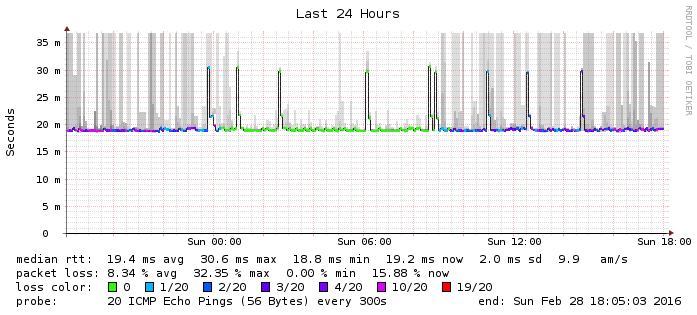 Last 24 Hours
RRDTOOL / TOBI OETIKER
Seconds
35 m
30 m
25 m
20 m
15 m
10 m
5 m
0
Sun 00:00 Sun 06:00 Sun 12:00 Sun 18:00
median rtt: 19.4 ms avg 30.6 ms max 18.8 ms min 19.2 ms now 2.0 ms sd 9.9 am/s
packet loss: 8.34 % avg 32.35 % max 0.00 % min 15.88 % now
loss color: 0 1/20 2/20 3/20 4/20 10/20 19/20
probe: 20 ICMP Echo Pings (56 Bytes) every 300s end: Sun Feb 28 18:05:03 2016